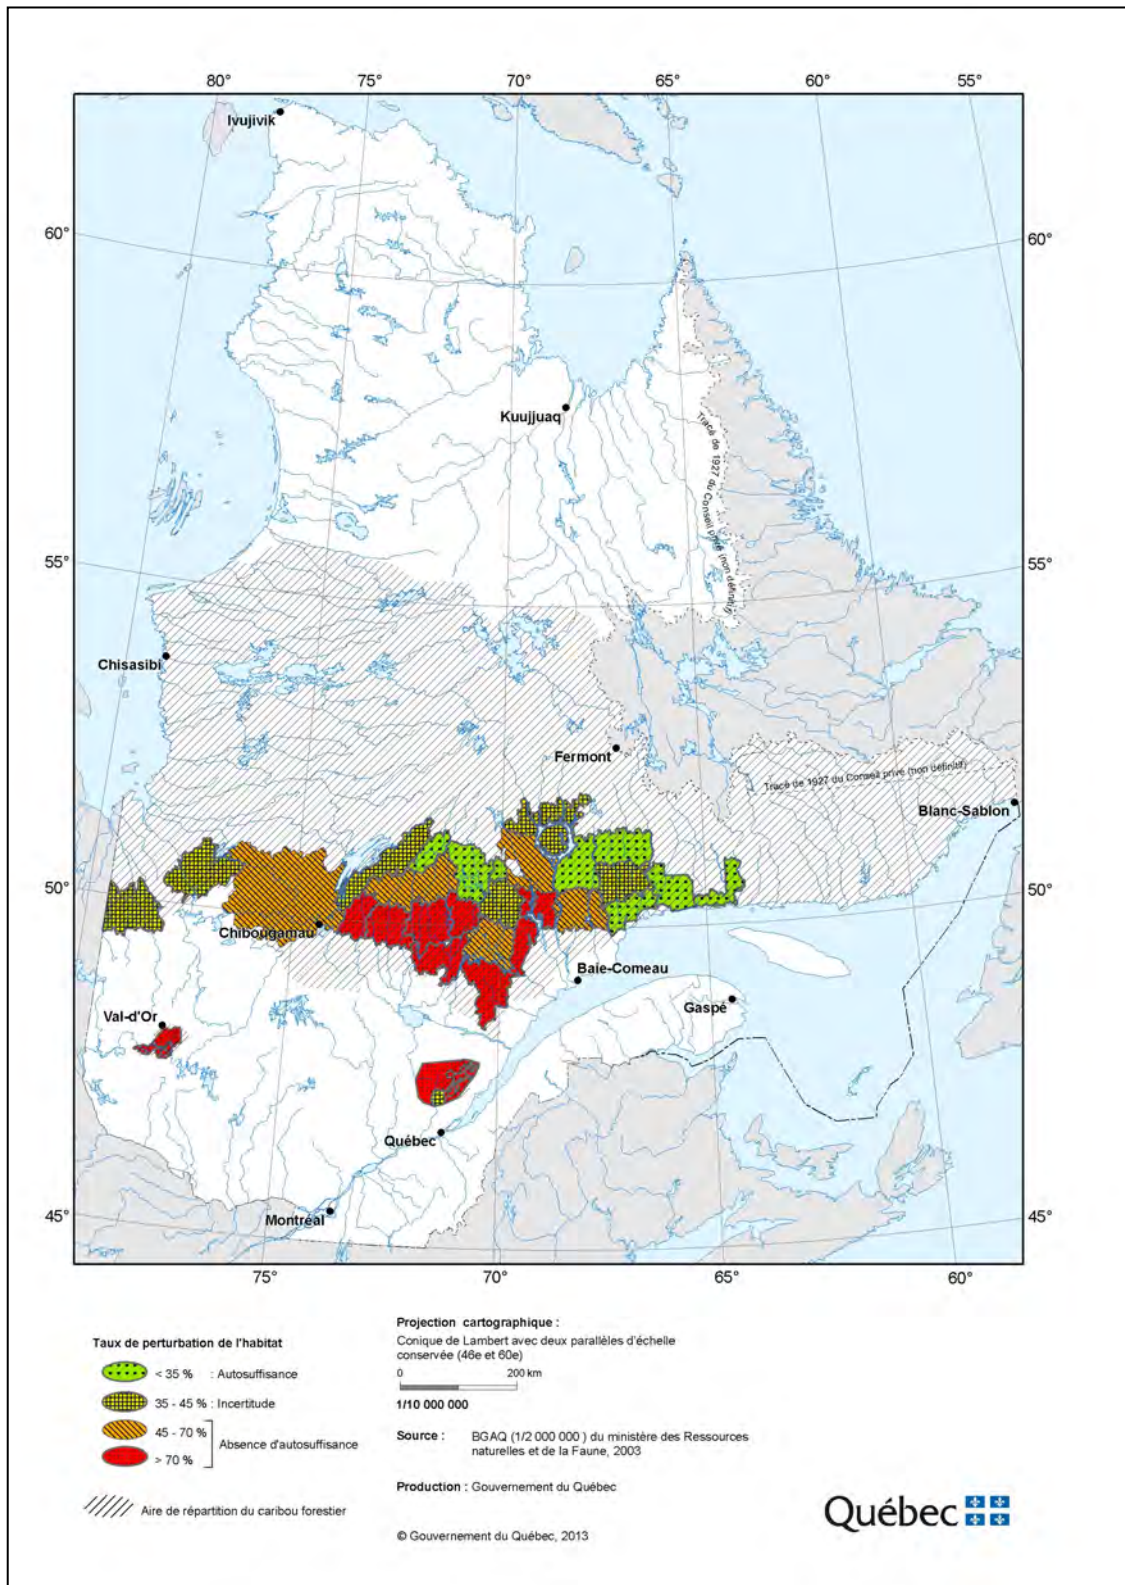 80°
75°
70°
65°
60°
55°
Ivujivik
60°
60°
Kuujjuaq
Tracé de 1927 du Conseil privé (non définitif)
55°
55°
Chisasibi
Fermont
Tracé de 1927 du Conseil privé (non définitif)
Blanc-Sablon
50°
50°
Chibougamau
Baie-Comeau
Gaspé
Val-d'Or
Québec
Montréal
45°
45°
75°
70°
65°
60°
Taux de perturbation de l'habitat
< 35 % : Autosuffisance
35 - 45 % : Incertitude
45 - 70 %
> 70 %
Absence d'autosuffisance
Aire de répartition du caribou forestier
Projection cartographique :
Conique de Lambert avec deux parallèles d'échelle
conservée (46e et 60e)
0 200 km
1/10 000 000
Source : BGAQ (1/2 000 000 ) du ministère des Ressources
naturelles et de la Faune, 2003
Production : Gouvernement du Québec
© Gouvernement du Québec, 2013
Québec